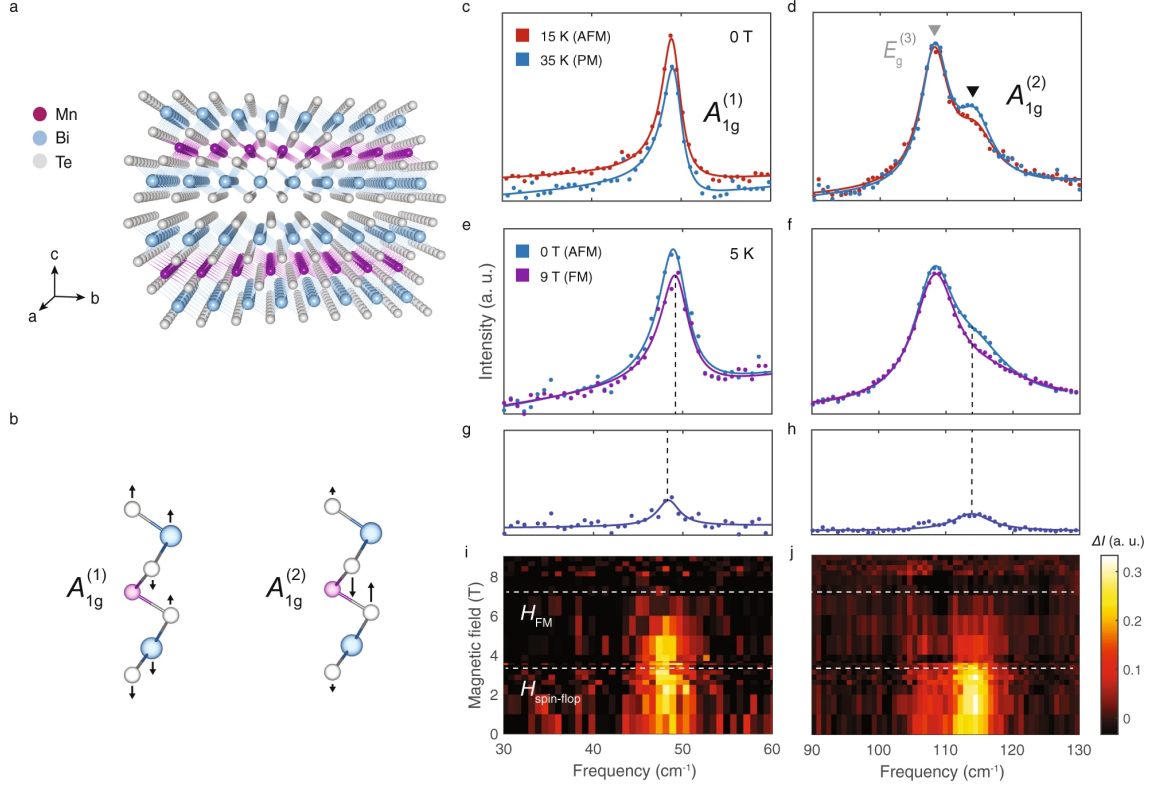 a
Mn
Bi
Te
c
b
a
b
A1g(1)
A1g(2)
c
15 K (AFM)
35 K (PM)
0 T
A1g(1)
d
Eg(3)
A1g(2)
e
0 T (AFM)
9 T (FM)
5 K
f
Intensity (a. u.)
g
h
i
j
HFM
Hspin-flop
Magnetic field (T)
8
6
4
2
0
30 40 50 60
Frequency (cm-1)
90 100 110 120 130
Frequency (cm-1)
ΔI (a. u.)
0.3
0.2
0.1
0